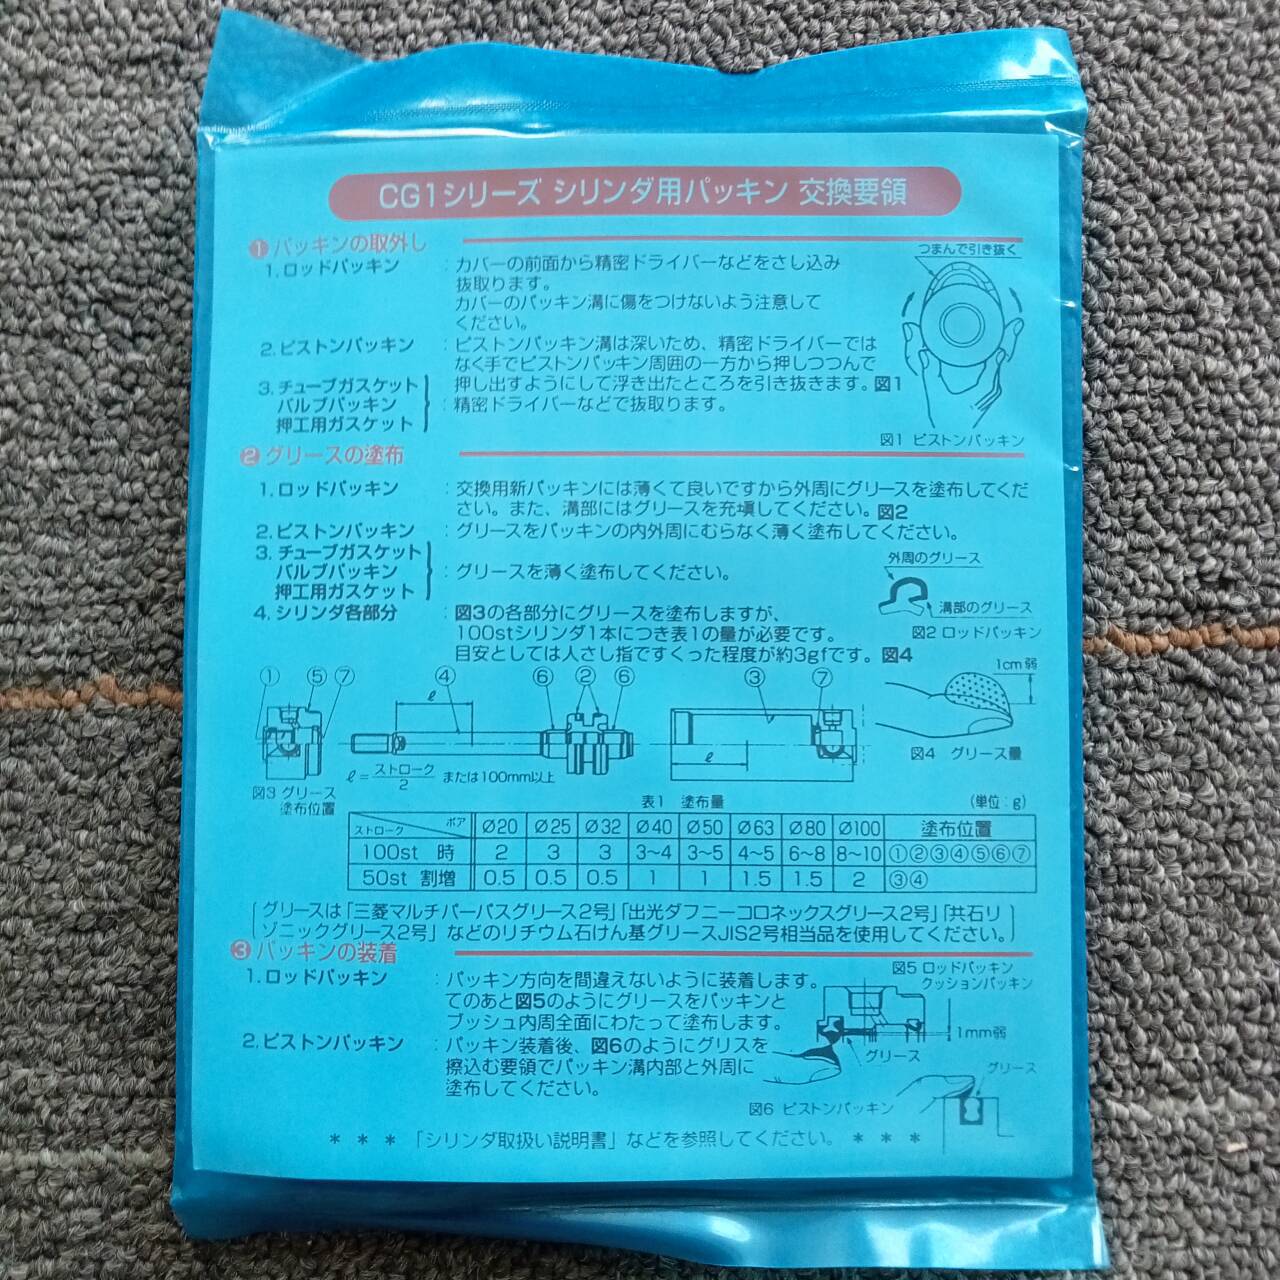 CG1シリーズ シリンダ用パッキン 交換要領
❶ パッキンの取外し
1.ロッドパッキン :カバーの前面から精密ドライバーなどをさし込み
抜取ります。
カバーのパッキン溝に傷をつけないよう注意して
ください。
2.ピストンパッキン :ピストンパッキン溝は深いため、精密ドライバーでは
なく手でピストンパッキン周囲の一方から押しつつんで
押し出すようにして浮き出たところを引き抜きます。図1
3.チューブガスケット
バルブパッキン :精密ドライバーなどで抜取ります。
押工用ガスケット
つまんで引き抜く
図1 ピストンパッキン
❷ グリースの塗布
1.ロッドパッキン :交換用新パッキンには薄くて良いですから外周にグリースを塗布してくだ
さい。また、溝部にはグリースを充塡してください。図2
2.ピストンパッキン :グリースをパッキンの内外周にむらなく薄く塗布してください。
3.チューブガスケット
バルブパッキン :グリースを薄く塗布してください。
押工用ガスケット
4.シリンダ各部分 :図3の各部分にグリースを塗布しますが、
100stシリンダ1本につき表1の量が必要です。
目安としては人さし指ですくった程度が約3gfです。図4
外周のグリース
溝部のグリース
図2 ロッドパッキン
1cm弱
図4 グリース量
① ⑤ ⑦ ④ ⑥ ② ⑥ ③ ⑦
ℓ ℓ
ℓ=ストローク/2 または100mm以上
図3 グリース
塗布位置
表1 塗布量 (単位:g)
ストローク ボア Ø20 Ø25 Ø32 Ø40 Ø50 Ø63 Ø80 Ø100 塗布位置
100st 時 2 3 3 3~4 3~5 4~5 6~8 8~10 ①②③④⑤⑥⑦
50st 割増 0.5 0.5 0.5 1 1 1.5 1.5 2 ③④
グリースは「三菱マルチパーパスグリース2号」「出光ダフニーコロネックスグリース2号」「共石リ
ゾニックグリース2号」などのリチウム石けん基グリースJIS2号相当品を使用してください。
❸ パッキンの装着
1.ロッドパッキン :パッキン方向を間違えないように装着します。
てのあと図5のようにグリースをパッキンと
ブッシュ内周全面にわたって塗布します。
2.ピストンパッキン :パッキン装着後、図6のようにグリスを
擦込む要領でパッキン溝内部と外周に
塗布してください。
図5 ロッドパッキン
クッションパッキン
1mm弱
グリース
グリース
図6 ピストンパッキン
* * * 「シリンダ取扱い説明書」などを参照してください。 * * *